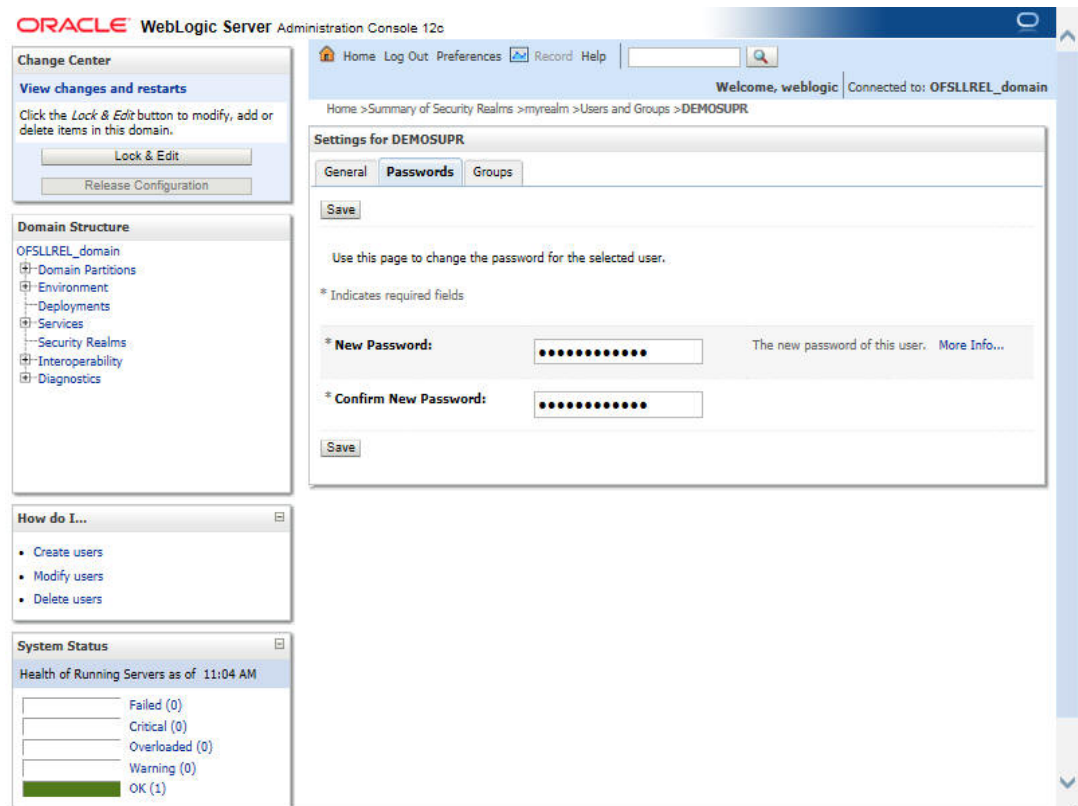 ORACLE WebLogic Server Administration Console 12c
Change Center
View changes and restarts
Click the Lock & Edit button to modify, add or
delete items in this domain.
Lock & Edit
Release Configuration
Domain Structure
OFSLLREL_domain
Domain Partitions
Environment
Deployments
Services
Security Realms
Interoperability
Diagnostics
How do I...
Create users
Modify users
Delete users
System Status
Health of Running Servers as of 11:04 AM
Failed (0)
Critical (0)
Overloaded (0)
Warning (0)
OK (1)
Home Log Out Preferences Record Help
Welcome, weblogic Connected to: OFSLLREL_domain
Home >Summary of Security Realms >myrealm >Users and Groups >DEMOSUPR
Settings for DEMOSUPR
General Passwords Groups
Save
Use this page to change the password for the selected user.
* Indicates required fields
* New Password: •••••••••••• The new password of this user. More Info...
* Confirm New Password: ••••••••••••
Save